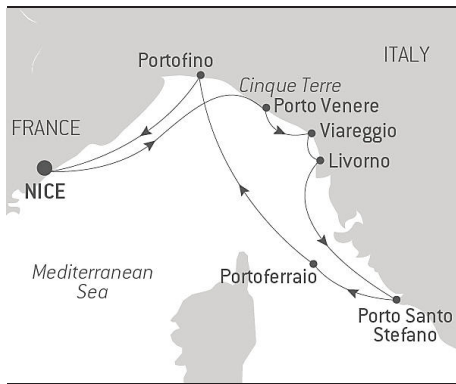 Portofino
ITALY
Cinque Terre
Porto Venere
FRANCE
Viareggio
Livorno
NICE
Mediterranean
Sea
Portoferraio
Porto Santo
Stefano